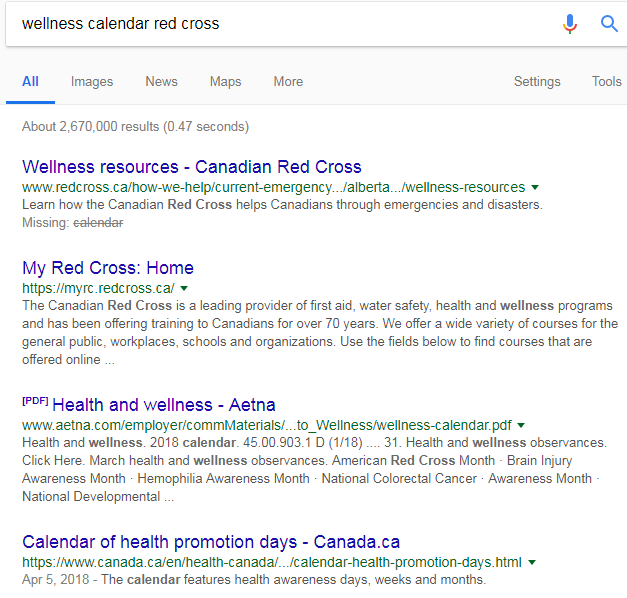 wellness calendar red cross
All Images News Maps More Settings Tools
About 2,670,000 results (0.47 seconds)
Wellness resources - Canadian Red Cross
www.redcross.ca/how-we-help/current-emergency.../alberta.../wellness-resources
Learn how the Canadian Red Cross helps Canadians through emergencies and disasters.
Missing: calendar
My Red Cross: Home
https://myrc.redcross.ca/
The Canadian Red Cross is a leading provider of first aid, water safety, health and wellness programs
and has been offering training to Canadians for over 70 years. We offer a wide variety of courses for the
general public, workplaces, schools and organizations. Use the fields below to find courses that are
offered online ...
[PDF] Health and wellness - Aetna
www.aetna.com/employer/commMaterials/...to_Wellness/wellness-calendar.pdf
Health and wellness. 2018 calendar. 45.00.903.1 D (1/18) .... 31. Health and wellness observances.
Click Here. March health and wellness observances. American Red Cross Month · Brain Injury
Awareness Month · Hemophilia Awareness Month · National Colorectal Cancer · Awareness Month ·
National Developmental ...
Calendar of health promotion days - Canada.ca
https://www.canada.ca/en/health-canada/.../calendar-health-promotion-days.html
Apr 5, 2018 - The calendar features health awareness days, weeks and months.